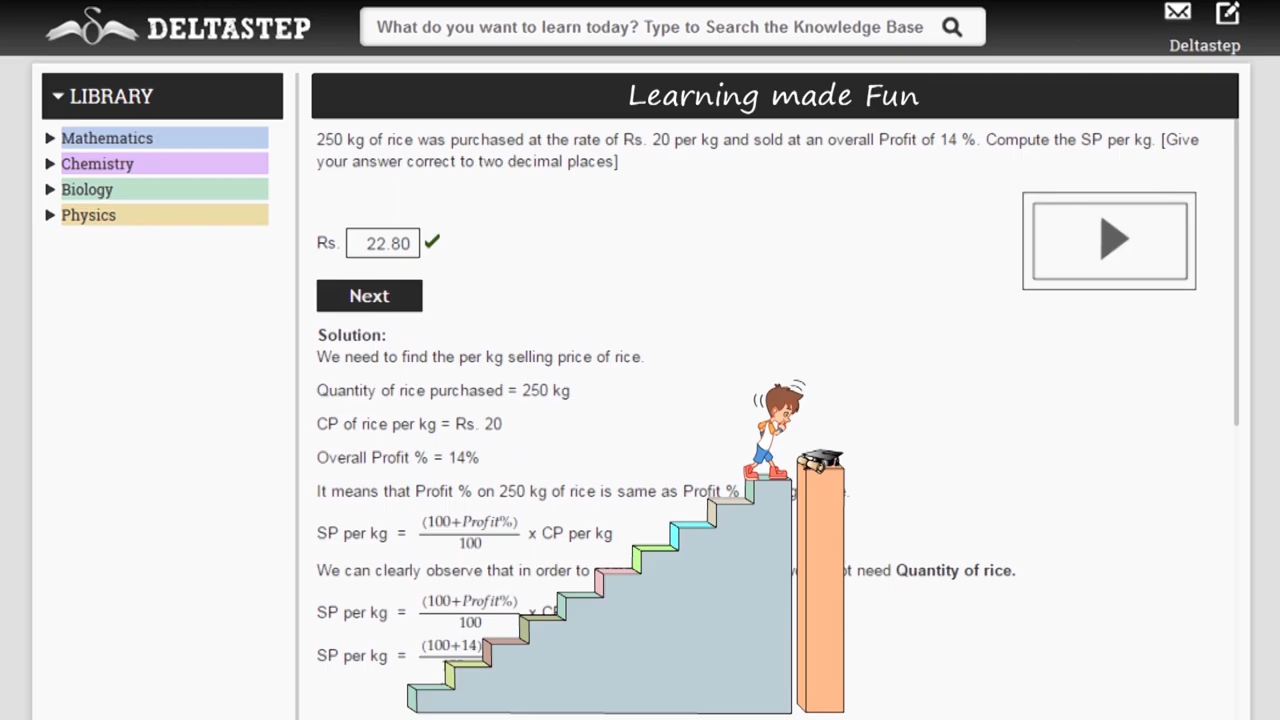 DELTASTEP
What do you want to learn today? Type to Search the Knowledge Base
Deltastep
LIBRARY
Mathematics
Chemistry
Biology
Physics
Learning made Fun
250 kg of rice was purchased at the rate of Rs. 20 per kg and sold at an overall Profit of 14 %. Compute the SP per kg. [Give
your answer correct to two decimal places]
Rs. 22.80
Next
Solution:
We need to find the per kg selling price of rice.
Quantity of rice purchased = 250 kg
CP of rice per kg = Rs. 20
Overall Profit % = 14%
It means that Profit % on 250 kg of rice is same as Profit %
SP per kg = (100+Profit%)/100 x CP per kg
We can clearly observe that in order to need Quantity of rice.
SP per kg = (100+Profit%)/100 x
SP per kg = (100+14)